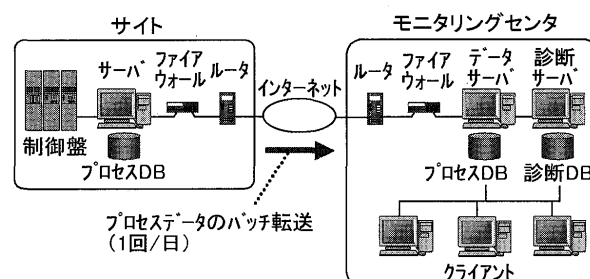 サイト
サーバ
ファイア
ウォール
ルータ
制御盤
プロセスDB
インターネット
プロセスデータのバッチ転送
(1回/日)
モニタリングセンタ
ルータ
ファイア
ウォール
データ
サーバ
診断
サーバ
プロセスDB
診断DB
クライアント